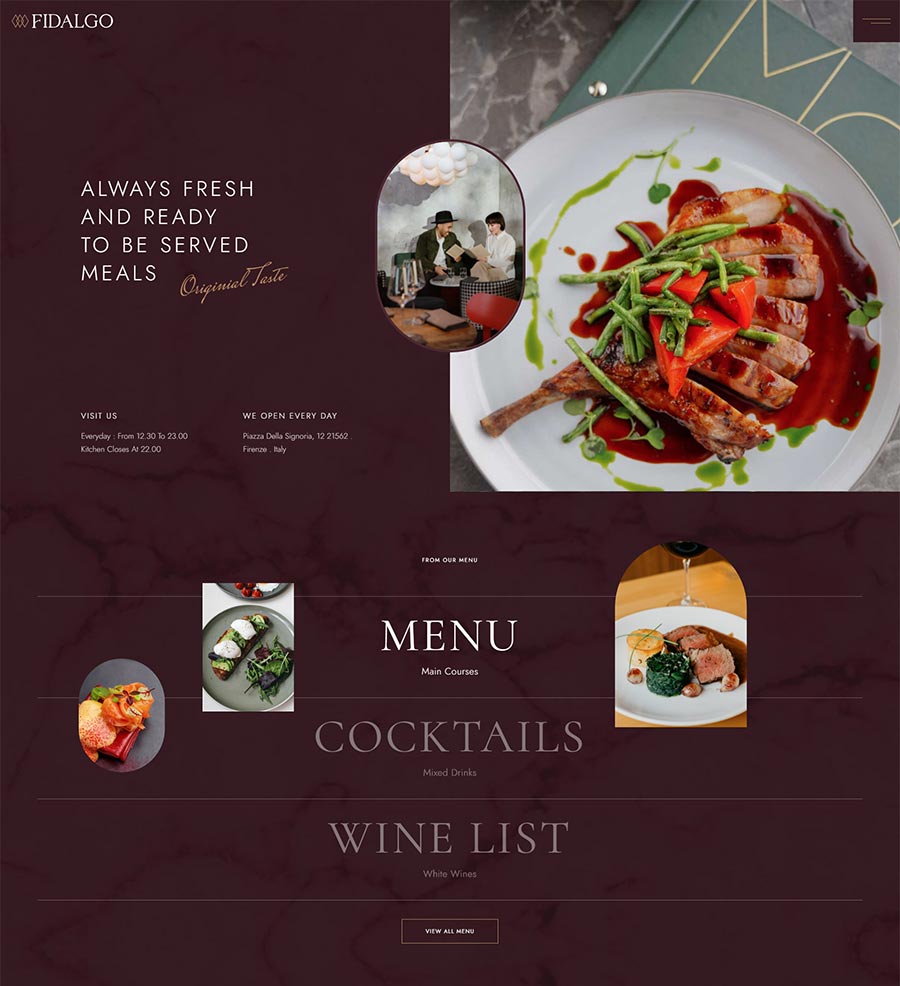 FIDALGO
ALWAYS FRESH
AND READY
TO BE SERVED
MEALS
Originial Taste
VISIT US
Everyday : From 12.30 To 23.00
Kitchen Closes At 22.00
WE OPEN EVERY DAY
Piazza Della Signoria, 12 21562 .
Firenze . Italy
FROM OUR MENU
MENU
Main Courses
COCKTAILS
Mixed Drinks
WINE LIST
White Wines
VIEW ALL MENU